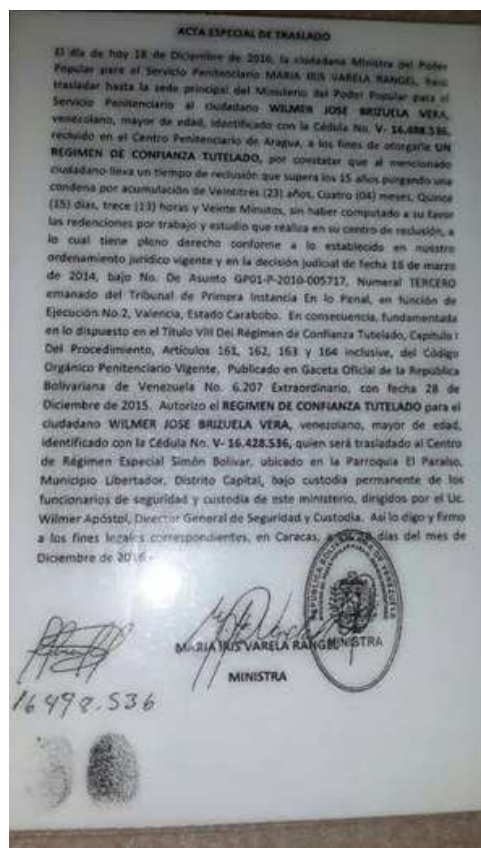 ACTA ESPECIAL DE TRASLADO
El día de hoy 18 de Diciembre de 2016, la ciudadana Ministra del Poder
Popular para el Servicio Penitenciario MARIA IRIS VARELA RANGEL, hizo
trasladar hasta la sede principal del Ministerio del Poder Popular para el
Servicio Penitenciario al ciudadano WILMER JOSE BRIZUELA VERA,
venezolano, mayor de edad, identificado con la Cédula No. V- 16.498.536,
recluido en el Centro Penitenciario de Aragua, a los fines de otorgarle UN
REGIMEN DE CONFIANZA TUTELADO, por constatar que al mencionado
ciudadano lleva un tiempo de reclusión que supera los 15 años purgando una
condena por acumulación de Veintitrés (23) años, Cuatro (04) meses, Quince
(15) días, trece (13) horas y Veinte Minutos, sin haber computado a su favor
las redenciones por trabajo y estudio que realiza en su centro de reclusión, a
lo cual tiene pleno derecho conforme a lo establecido en nuestro
ordenamiento jurídico vigente y en la decisión judicial de fecha 16 de marzo
de 2014, bajo No. De Asunto GP01-P-2010-005717, Numeral TERCERO
emanado del Tribunal de Primera Instancia En lo Penal, en función de
Ejecución No 2, Valencia, Estado Carabobo. En consecuencia, fundamentada
en lo dispuesto en el Título VIII Del Régimen de Confianza Tutelado, Capítulo I
Del Procedimiento, Artículos 161, 162, 163 y 164 inclusive, del Código
Orgánico Penitenciario Vigente, Publicado en Gaceta Oficial de la República
Bolivariana de Venezuela No. 6.207 Extraordinario, con fecha 28 de
Diciembre de 2015. Autorizo el REGIMEN DE CONFIANZA TUTELADO para el
ciudadano WILMER JOSE BRIZUELA VERA, venezolano, mayor de edad,
identificado con la Cédula No. V- 16.428.536, quien será trasladado al Centro
de Régimen Especial Simón Bolívar, ubicado en la Parroquia El Paraíso,
Municipio Libertador, Distrito Capital, bajo custodia permanente de los
funcionarios de seguridad y custodia de este ministerio, dirigidos por el Lic.
Wilmer Apóstol, Director General de Seguridad y Custodia. Así lo digo y firmo
a los fines legales correspondientes, en Caracas, días del mes de
Diciembre de 2016.-
REPÚBLICA BOLIVARIANA DE VENEZUELA
MARIA IRIS VARELA RANGEL
MINISTRA
MINISTRA
16498.536